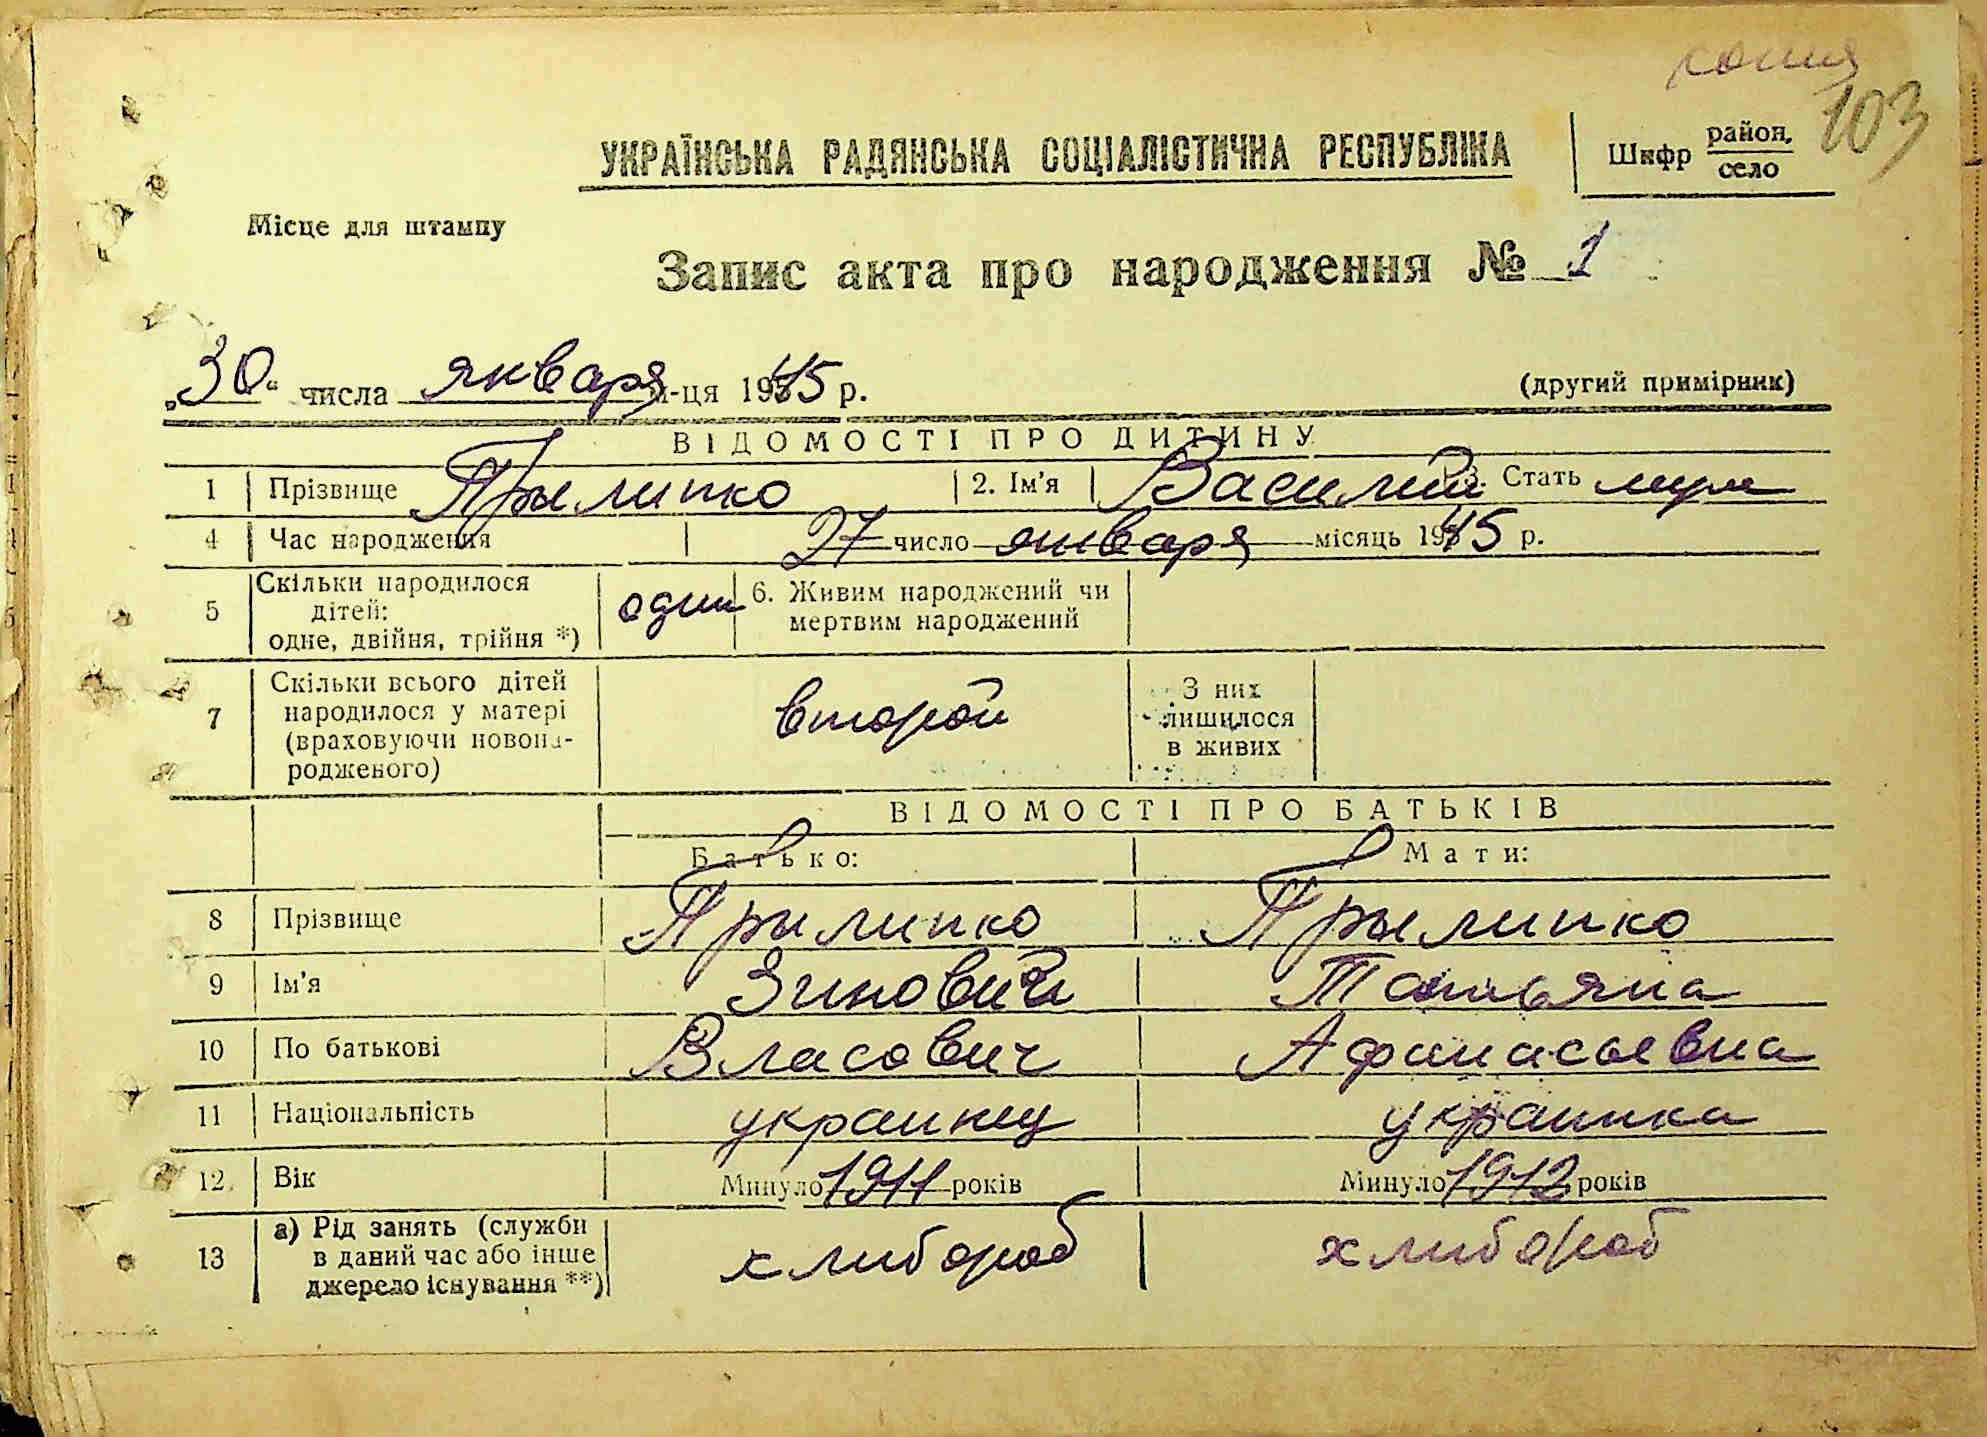 копия
103
УКРАЇНСЬКА РАДЯНСЬКА СОЦІАЛІСТИЧНА РЕСПУБЛІКА
Шифр район, село
Місце для штампу
Запис акта про народження № 1
„30“ числа января м-ця 1945 р.
(другий примірник)
ВІДОМОСТІ ПРО ДИТИНУ
1 Прізвище Прылипко 2. Ім'я Василий 3. Стать муж
4 Час народження 27 число января місяць 1945 р.
5 Скільки народилося дітей: одне, двійня, трійня *) один 6. Живим народжений чи мертвим народжений
7 Скільки всього дітей народилося у матері (враховуючи новонародженого) второй З них лишилося в живих
ВІДОМОСТІ ПРО БАТЬКІВ
Батько: Мати:
8 Прізвище Прылипко Прылипко
9 Ім'я Зиновий Татьяна
10 По батькові Власович Афанасьевна
11 Національність украинец украинка
12. Вік Минуло 1911 років Минуло 1912 років
13 а) Рід занять (служби в даний час або інше джерело існування **) хлибороб хлибороб